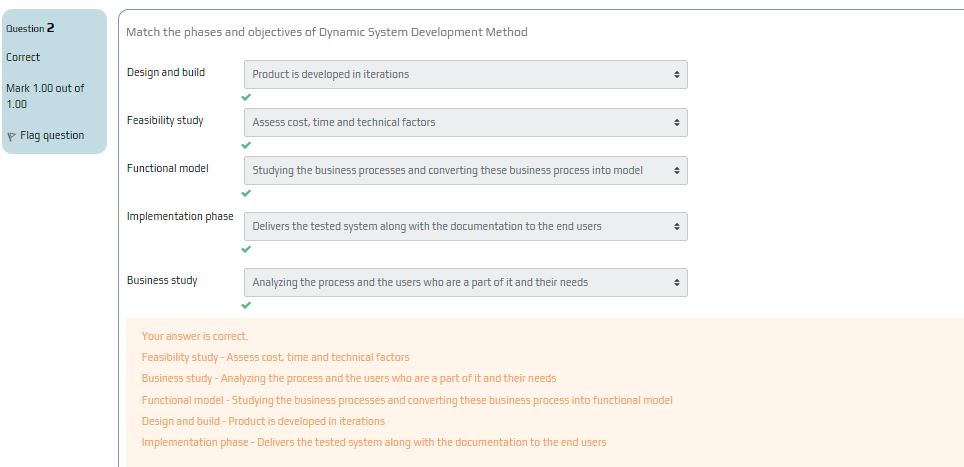 Question 2
Correct
Mark 1.00 out of
1.00
Flag question
Match the phases and objectives of Dynamic System Development Method
Design and build
Product is developed in iterations
Feasibility study
Assess cost, time and technical factors
Functional model
Studying the business processes and converting these business process into model
Implementation phase
Delivers the tested system along with the documentation to the end users
Business study
Analyzing the process and the users who are a part of it and their needs
Your answer is correct.
Feasibility study - Assess cost, time and technical factors
Business study - Analyzing the process and the users who are a part of it and their needs
Functional model - Studying the business processes and converting these business process into functional model
Design and build - Product is developed in iterations
Implementation phase - Delivers the tested system along with the documentation to the end users